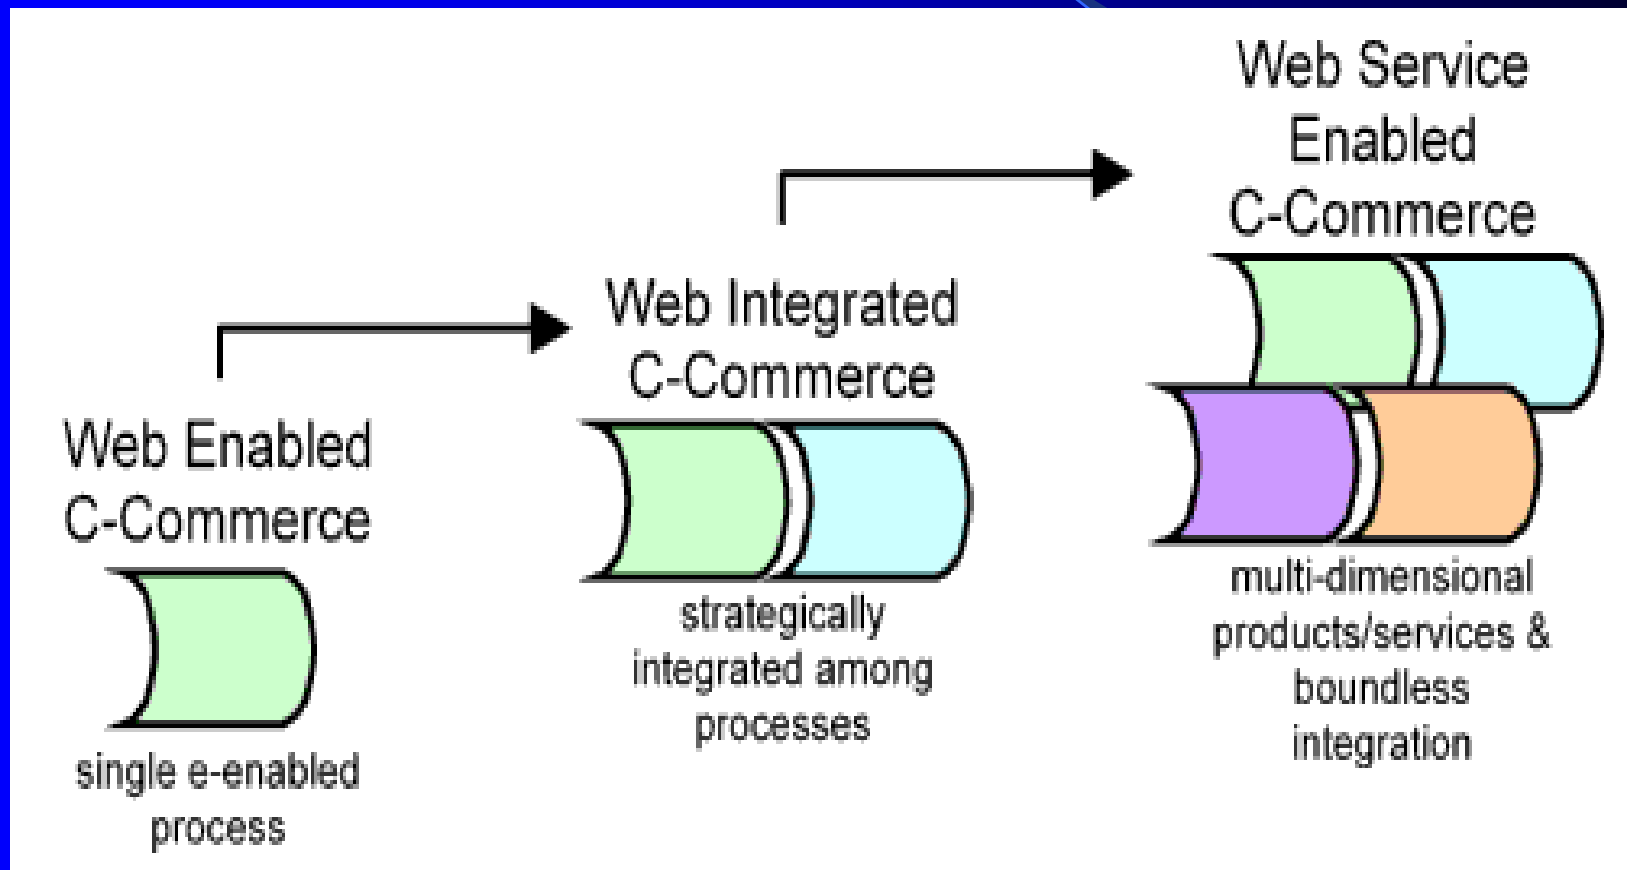 Web Enabled
C-Commerce
single e-enabled
process
Web Integrated
C-Commerce
strategically
integrated among
processes
Web Service
Enabled
C-Commerce
multi-dimensional
products/services &
boundless
integration